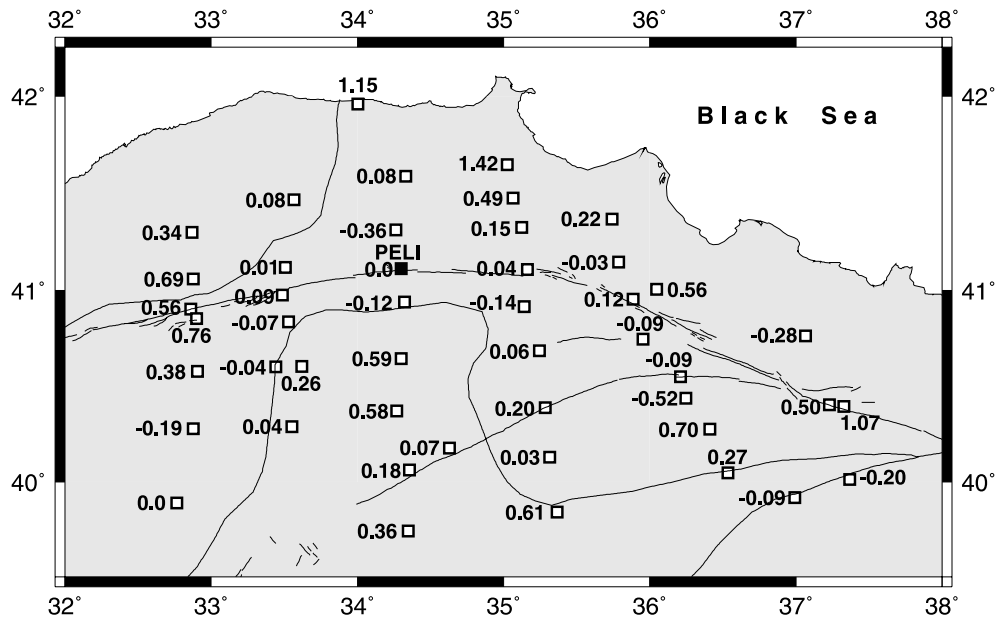 32˚ 33˚ 34˚ 35˚ 36˚ 37˚ 38˚
42˚ 42˚
1.15
Black Sea
1.42
0.08
0.08 0.49
0.34 -0.36 0.15 0.22
PELI
0.69 0.01 0.0 0.04 -0.03
41˚ 41˚
0.56 0.09 -0.12 -0.14 0.12 0.56
0.76 -0.07 -0.09 -0.28
0.06
0.38 -0.04 0.26 0.59 -0.09
-0.52
0.58 0.20 0.50 1.07
-0.19 0.04 0.70
0.07
40˚ 0.18 0.03 0.27 40˚
0.0 -0.09 -0.20
0.61
0.36
32˚ 33˚ 34˚ 35˚ 36˚ 37˚ 38˚